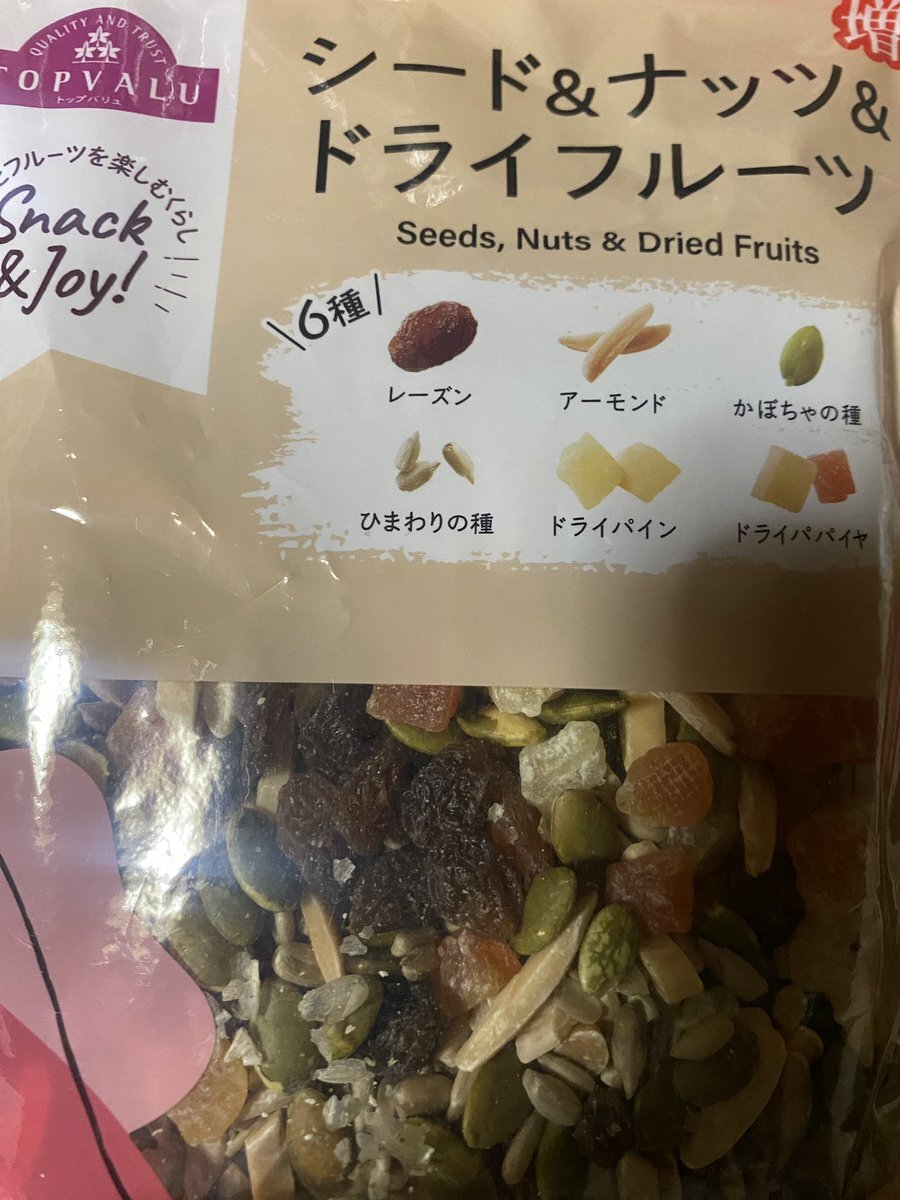 QUALITY AND TRUST
TOPVALU
トップバリュ
フルーツを楽しむくらし
Snack
&Joy!
増
シード&ナッツ&
ドライフルーツ
Seeds, Nuts & Dried Fruits
6種
レーズン
アーモンド
かぼちゃの種
ひまわりの種
ドライパイン
ドライパパイヤ